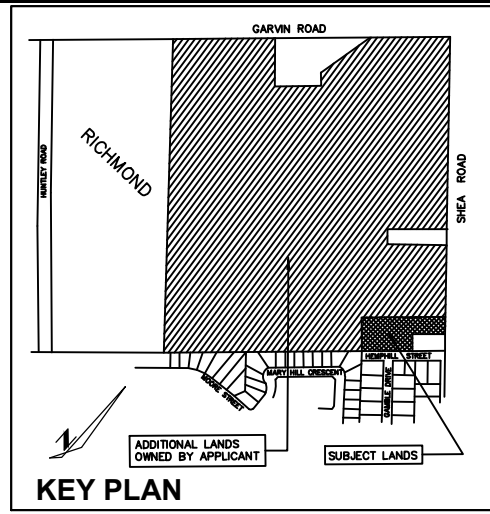 GARVIN ROAD
HUNTLEY ROAD
RICHMOND
SHEA ROAD
HEMPHILL STREET
MARY HILL CRESCENT
MOORE STREET
GAMBLE DRIVE
N
ADDITIONAL LANDS
OWNED BY APPLICANT
SUBJECT LANDS
KEY PLAN